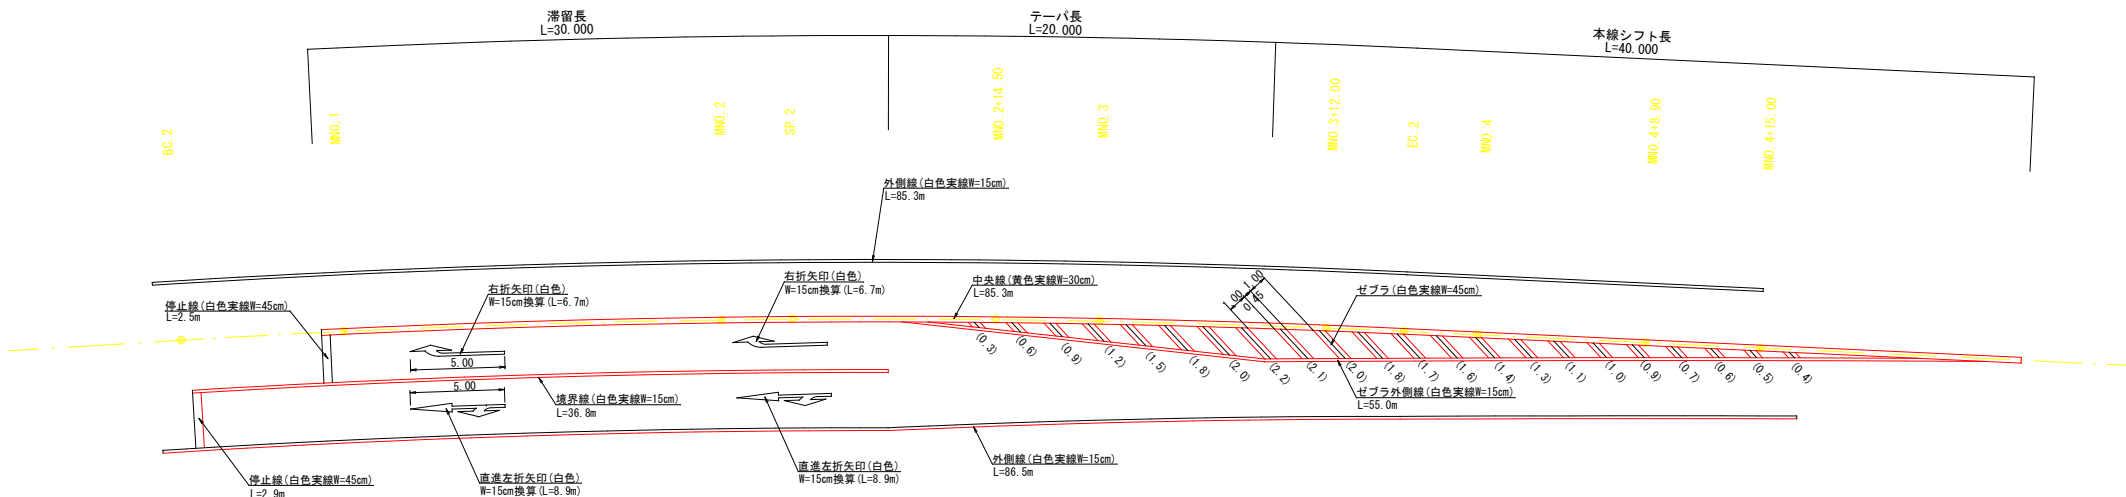 滞留長
L=30.000
テーパ長
L=20.000
本線シフト長
L=40.000
BC.2
MNO.1
MNO.2
SP.2
MNO.2+14.50
MNO.3
MNO.3+12.00
EC.2
MNO.4
MNO.4+8.90
MNO.4+15.00
外側線(白色実線W=15cm)
L=85.3m
停止線(白色実線W=45cm)
L=2.5m
右折矢印(白色)
W=15cm換算(L=6.7m)
右折矢印(白色)
W=15cm換算(L=6.7m)
中央線(黄色実線W=30cm)
L=85.3m
1.00
1.00
0.45
ゼブラ(白色実線W=45cm)
5.00
5.00
(0.3)
(0.6)
(0.9)
(1.2)
(1.5)
(1.8)
(2.0)
(2.2)
(2.1)
(2.0)
(1.8)
(1.7)
(1.6)
(1.4)
(1.3)
(1.1)
(1.0)
(0.9)
(0.7)
(0.6)
(0.5)
(0.4)
境界線(白色実線W=15cm)
L=36.8m
ゼブラ外側線(白色実線W=15cm)
L=55.0m
停止線(白色実線W=45cm)
L=2.9m
直進左折矢印(白色)
W=15cm換算(L=8.9m)
直進左折矢印(白色)
W=15cm換算(L=8.9m)
外側線(白色実線W=15cm)
L=86.5m